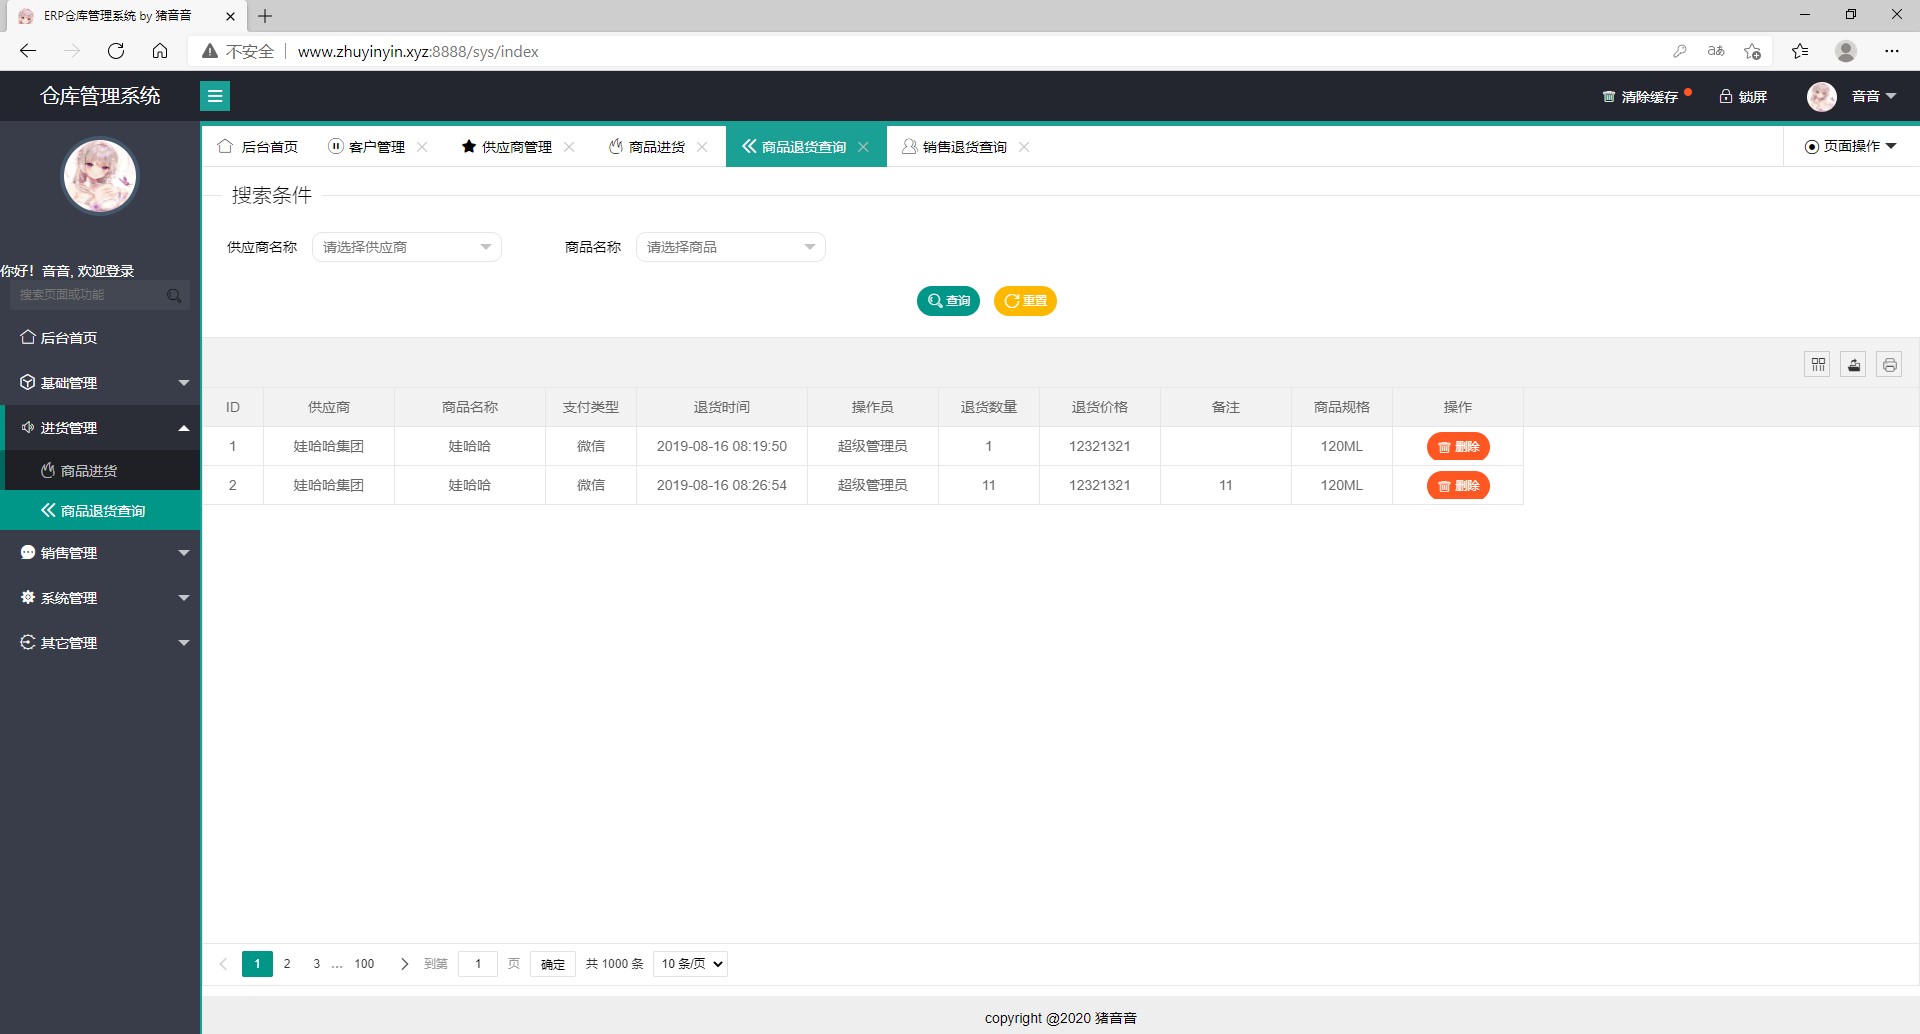 ERP仓库管理系统 by 猪音音
不安全 www.zhuyinyin.xyz:8888/sys/index
仓库管理系统
清除缓存 锁屏 音音
后台首页 客户管理 供应商管理 商品进货 商品退货查询 销售退货查询 页面操作
搜索条件
供应商名称 请选择供应商 商品名称 请选择商品
查询 重置
你好！音音, 欢迎登录
搜索页面或功能
后台首页
基础管理
进货管理
商品进货
商品退货查询
销售管理
系统管理
其它管理
ID 供应商 商品名称 支付类型 退货时间 操作员 退货数量 退货价格 备注 商品规格 操作
1 娃哈哈集团 娃哈哈 微信 2019-08-16 08:19:50 超级管理员 1 12321321 120ML 删除
2 娃哈哈集团 娃哈哈 微信 2019-08-16 08:26:54 超级管理员 11 12321321 11 120ML 删除
1 2 3 ... 100 到第 1 页 确定 共 1000 条 10 条/页
copyright @2020 猪音音